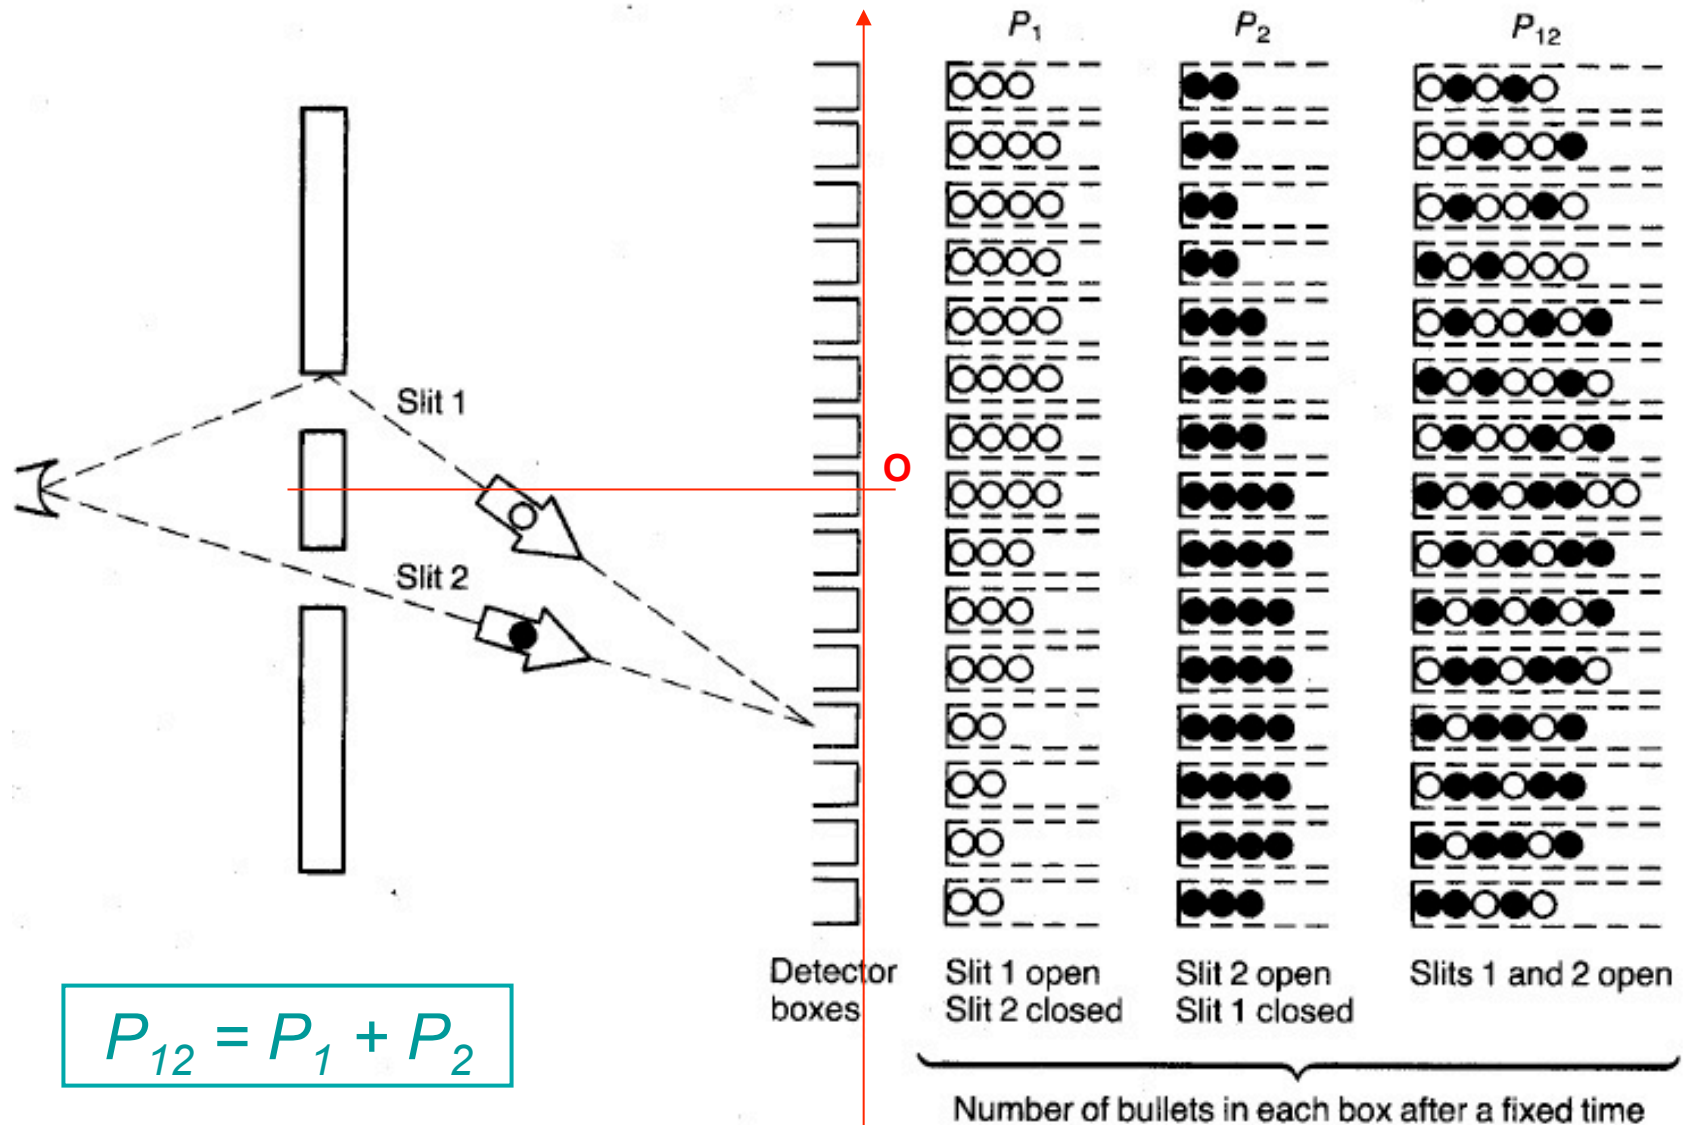 P1 P2 P12
Slit 1
O
Slit 2
Detector boxes
Slit 1 open
Slit 2 closed
Slit 2 open
Slit 1 closed
Slits 1 and 2 open
P12 = P1 + P2
Number of bullets in each box after a fixed time